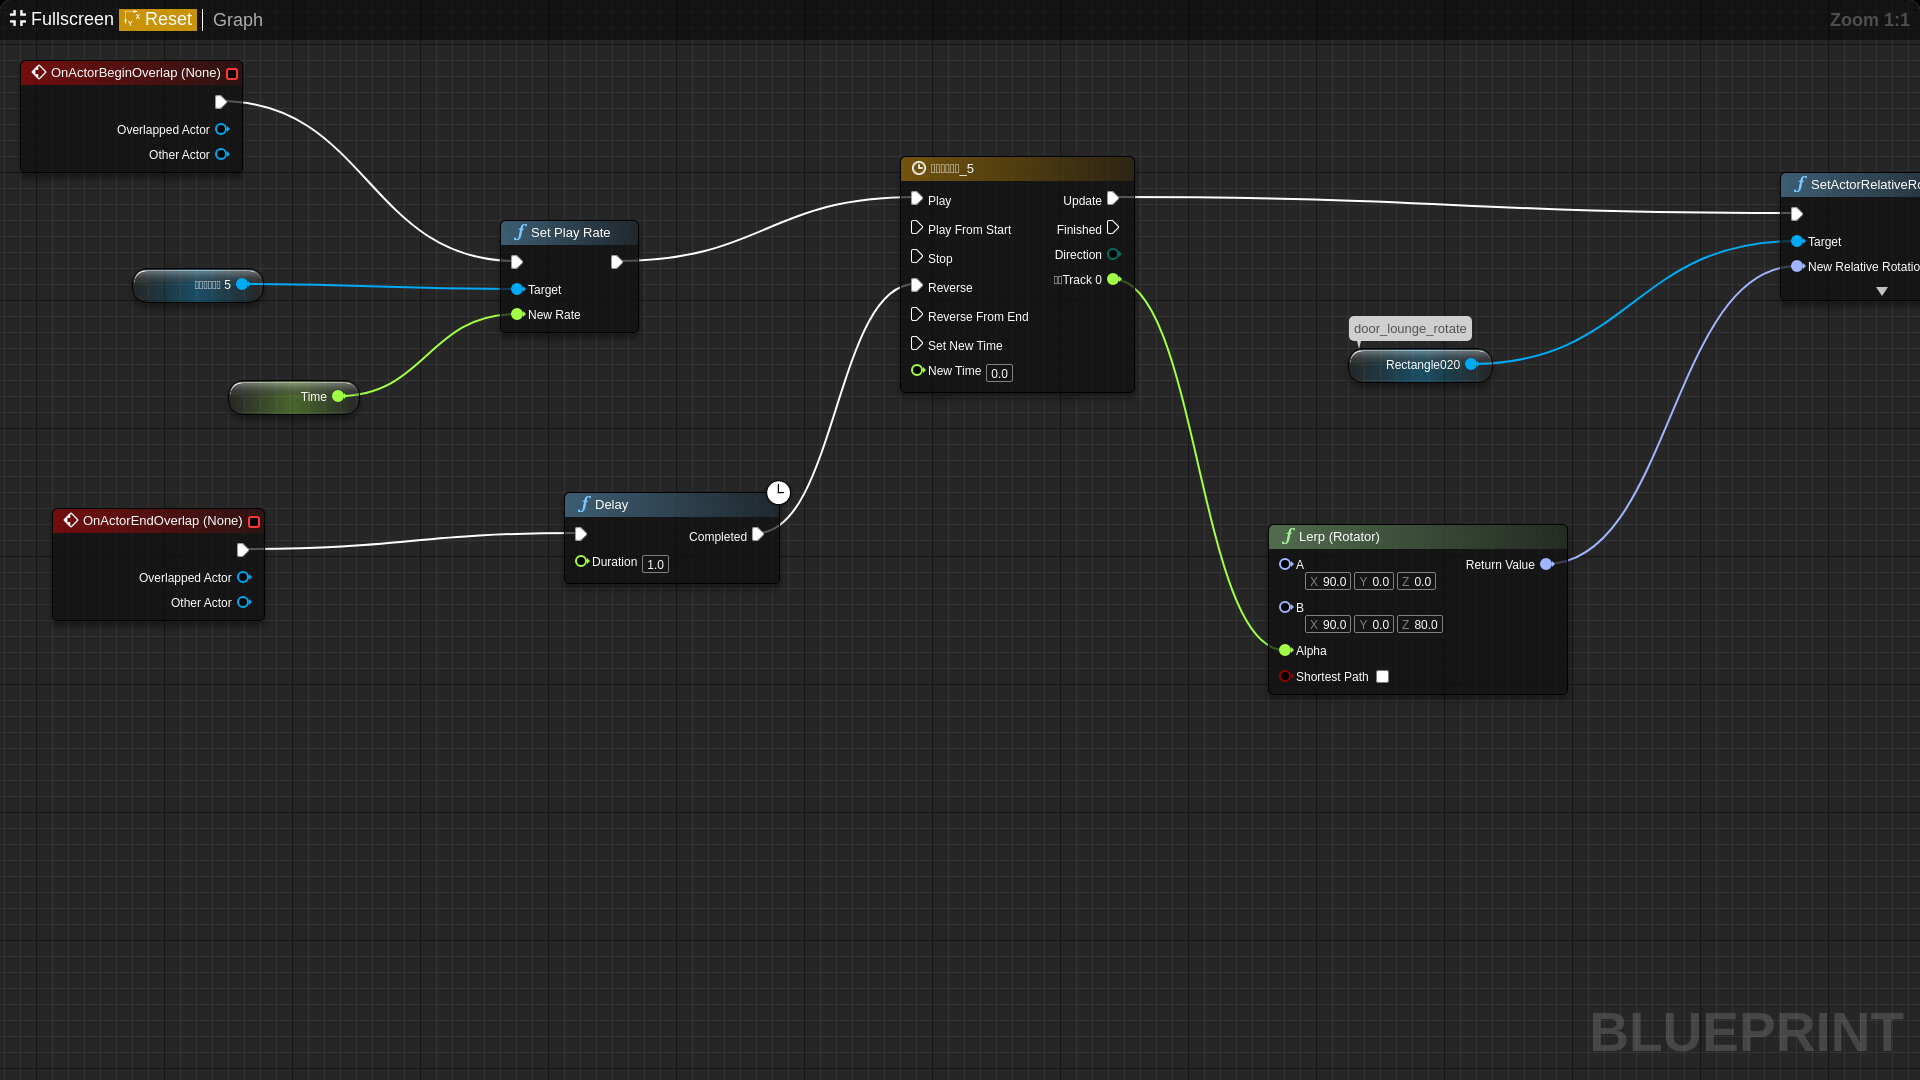 Fullscreen Reset Graph
Zoom 1:1
OnActorBeginOverlap (None)
Overlapped Actor
Other Actor
5
Time
Set Play Rate
Target
New Rate
OnActorEndOverlap (None)
Overlapped Actor
Other Actor
Delay
Completed
Duration 1.0
_5
Play
Update
Play From Start
Finished
Stop
Direction
Track 0
Reverse
Reverse From End
Set New Time
New Time 0.0
door_lounge_rotate
Rectangle020
Lerp (Rotator)
A
Return Value
X 90.0 Y 0.0 Z 0.0
B
X 90.0 Y 0.0 Z 80.0
Alpha
Shortest Path
SetActorRelativeRo
Target
New Relative Rotatio
BLUEPRINT